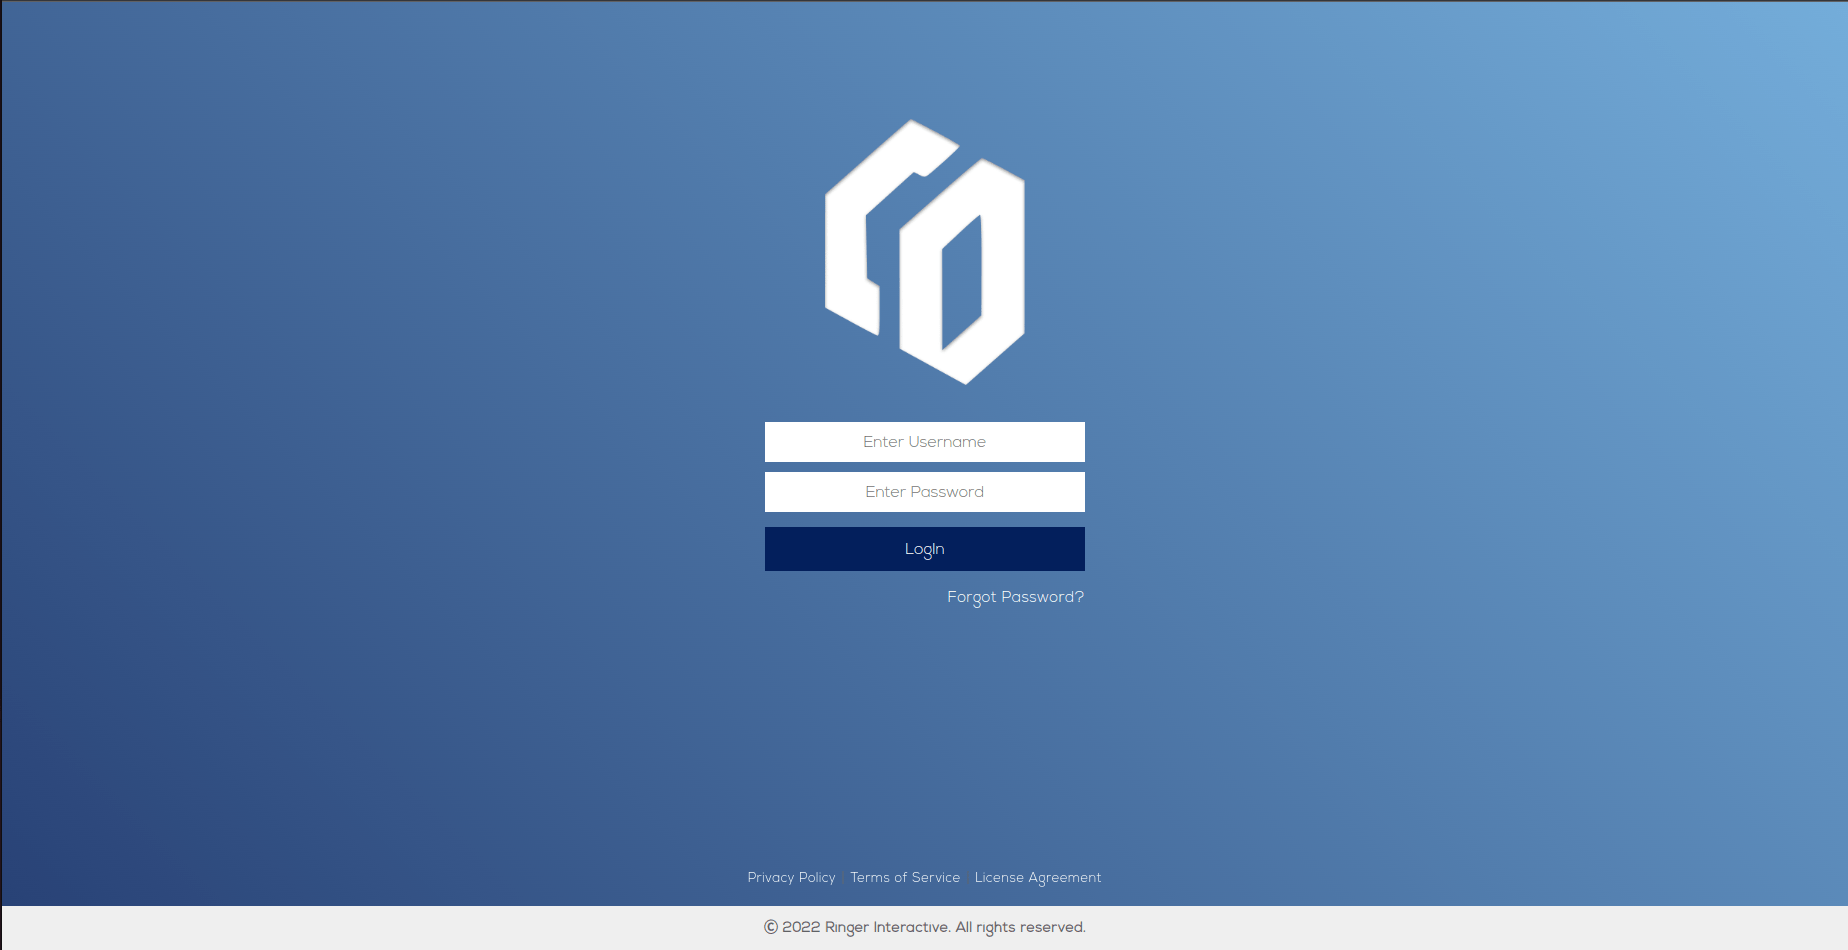 Enter Username
Enter Password
LogIn
Forgot Password?
Privacy Policy | Terms of Service License Agreement
© 2022 Ringer Interactive. All rights reserved.